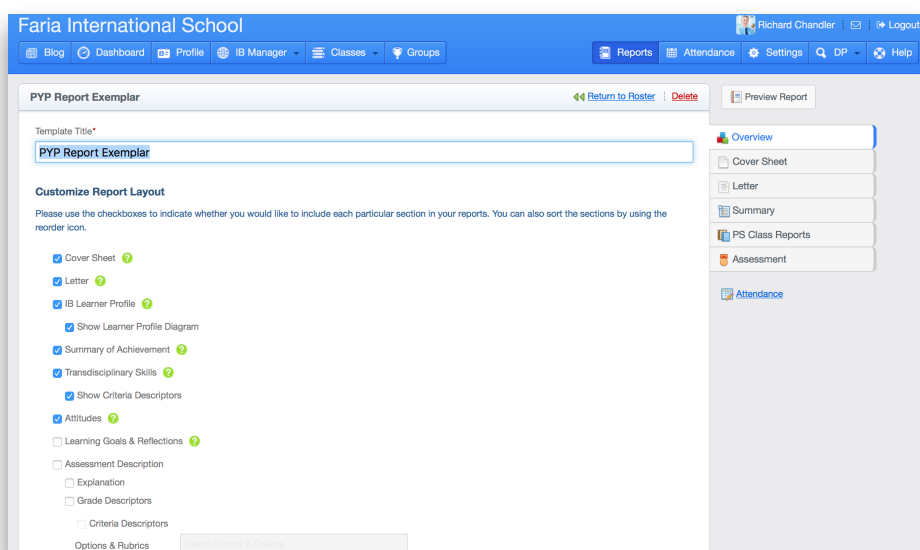 Faria International School
Richard Chandler
Logout
Blog
Dashboard
Profile
IB Manager
Classes
Groups
Reports
Attendance
Settings
DP
Help
PYP Report Exemplar
Return to Roster
Delete
Preview Report
Template Title*
PYP Report Exemplar
Overview
Cover Sheet
Letter
Summary
PS Class Reports
Assessment
Attendance
Customize Report Layout
Please use the checkboxes to indicate whether you would like to include each particular section in your reports. You can also sort the sections by using the
reorder icon.
Cover Sheet ?
Letter ?
IB Learner Profile ?
Show Learner Profile Diagram
Summary of Achievement ?
Transdisciplinary Skills ?
Show Criteria Descriptors
Attitudes ?
Learning Goals & Reflections ?
Assessment Description
Explanation
Grade Descriptors
Criteria Descriptors
Options & Rubrics